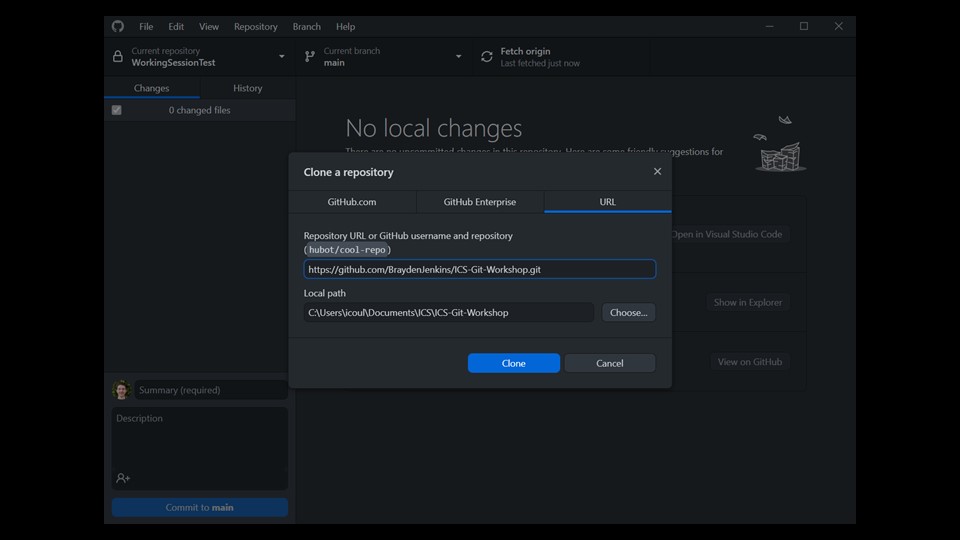 File Edit View Repository Branch Help
Current repository
WorkingSessionTest
Current branch
main
Fetch origin
Last fetched just now
Changes History
0 changed files
No local changes
There are no uncommitted changes in this repository. Here are some friendly suggestions for
Clone a repository
GitHub.com GitHub Enterprise URL
Repository URL or GitHub username and repository
(hubot/cool-repo)
https://github.com/BraydenJenkins/ICS-Git-Workshop.git
Local path
C:\Users\icoul\Documents\ICS\ICS-Git-Workshop Choose...
Clone Cancel
Open in Visual Studio Code
Show in Explorer
View on GitHub
Summary (required)
Description
Commit to main